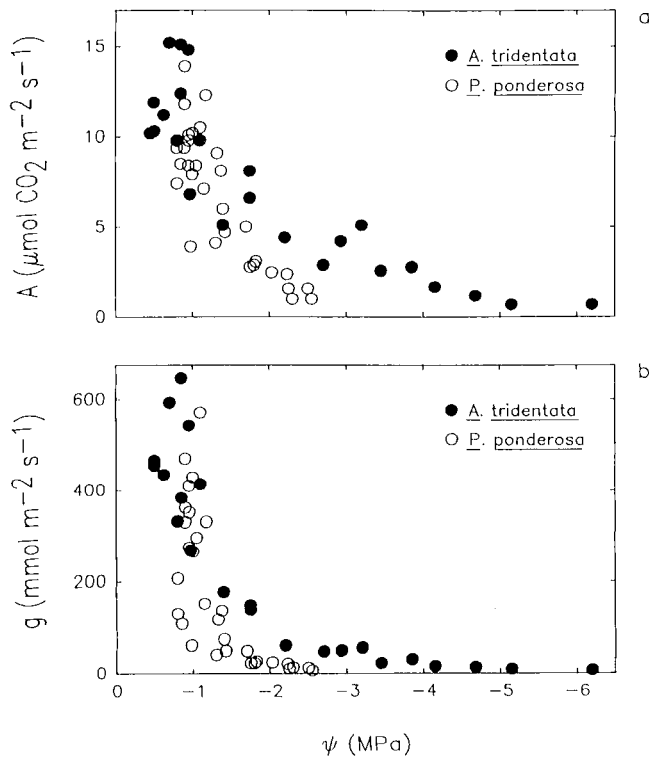 a
15
10
5
0
A (μmol CO₂ m⁻² s⁻¹)
A. tridentata
P. ponderosa
b
600
400
200
0
g (mmol m⁻² s⁻¹)
A. tridentata
P. ponderosa
0 −1 −2 −3 −4 −5 −6
ψ (MPa)